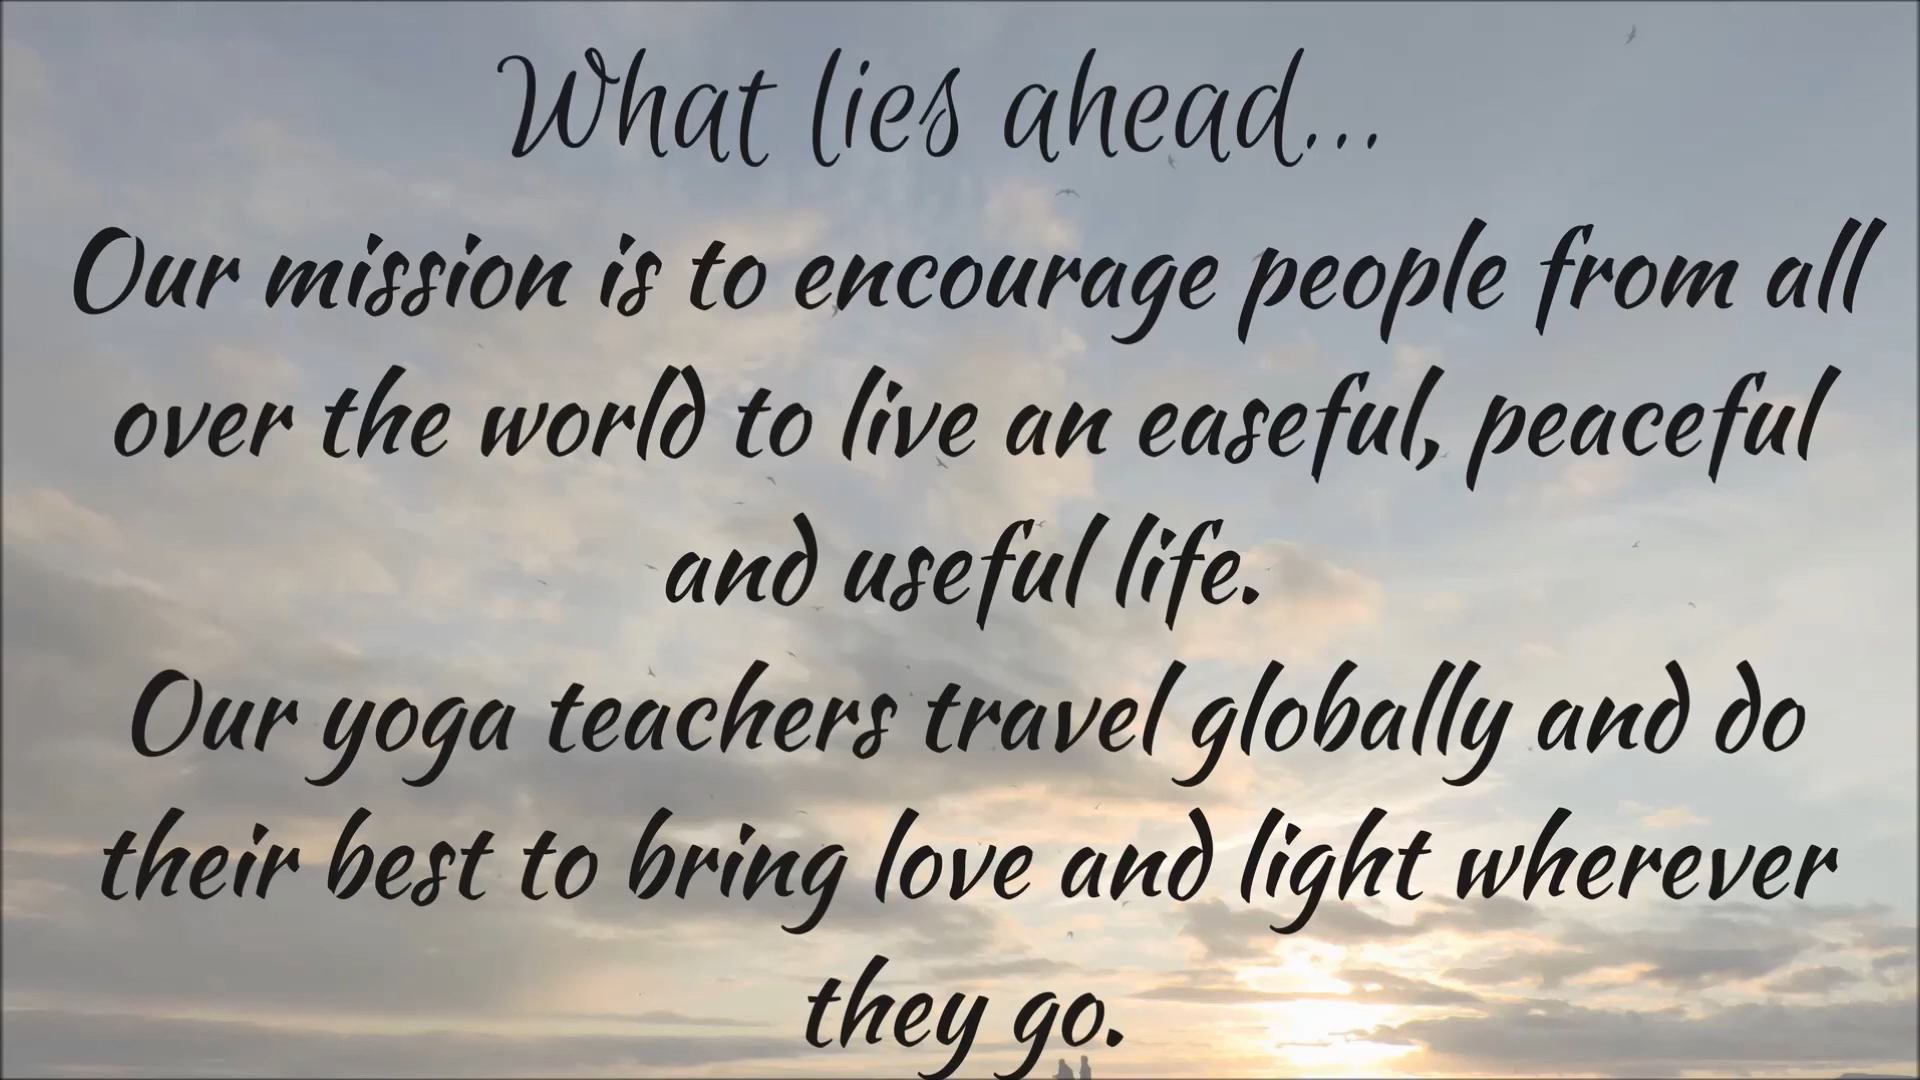 What lies ahead...
Our mission is to encourage people from all
over the world to live an easeful, peaceful
and useful life.
Our yoga teachers travel globally and do
their best to bring love and light wherever
they go.